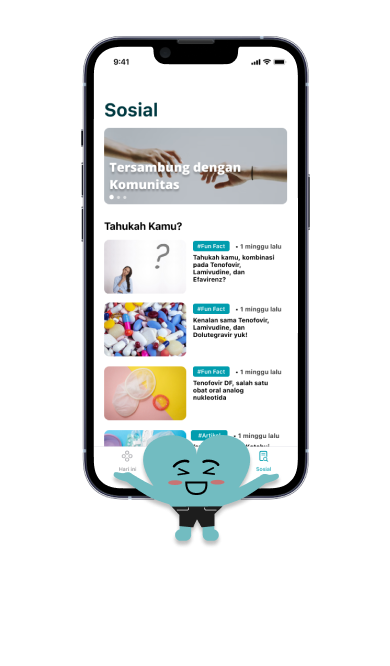 9:41
Sosial
Tersambung dengan
Komunitas
Tahukah Kamu?
#Fun Fact • 1 minggu lalu
Tahukah kamu, kombinasi
pada Tenofovir,
Lamivudine, dan
Efavirenz?
#Fun Fact • 1 minggu lalu
Kenalan sama Tenofovir,
Lamivudine, dan
Dolutegravir yuk!
#Fun Fact • 1 minggu lalu
Tenofovir DF, salah satu
obat oral analog
nukleotida
#Artikel • 1 minggu lalu
Hari ini
Sosial